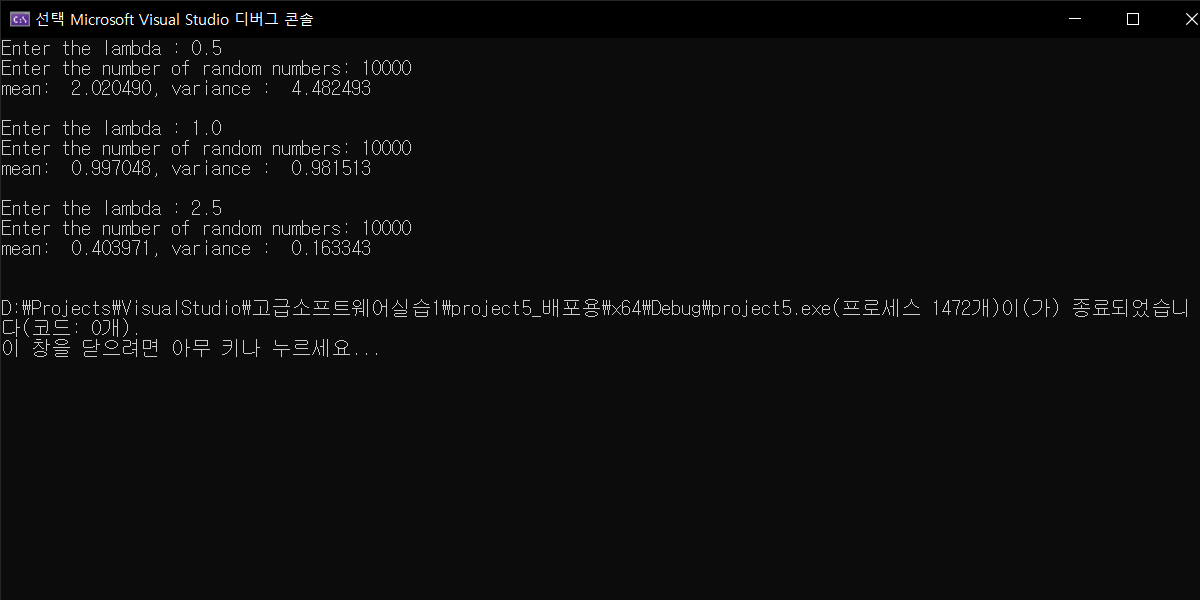 선택 Microsoft Visual Studio 디버그 콘솔
Enter the lambda : 0.5
Enter the number of random numbers: 10000
mean:  2.020490, variance :  4.482493
Enter the lambda : 1.0
Enter the number of random numbers: 10000
mean:  0.997048, variance :  0.981513
Enter the lambda : 2.5
Enter the number of random numbers: 10000
mean:  0.403971, variance :  0.163343
D:₩Projects₩VisualStudio₩고급소프트웨어실습1₩project5_배포용₩x64₩Debug₩project5.exe(프로세스 1472개)이(가) 종료되었습니
다(코드: 0개).
이 창을 닫으려면 아무 키나 누르세요...